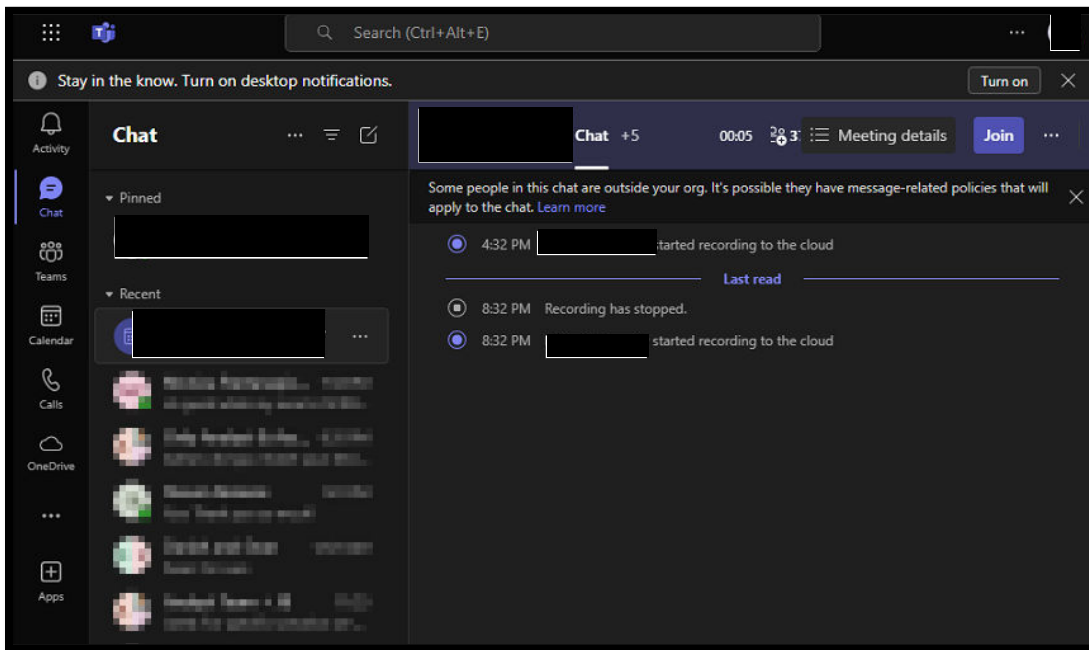 Search (Ctrl+Alt+E)
Stay in the know. Turn on desktop notifications.
Turn on
Activity
Chat
Teams
Calendar
Calls
OneDrive
Apps
Chat
Pinned
Recent
Chat +5
00:05
Meeting details
Join
Some people in this chat are outside your org. It's possible they have message-related policies that will
apply to the chat. Learn more
4:32 PM started recording to the cloud
Last read
8:32 PM Recording has stopped.
8:32 PM started recording to the cloud